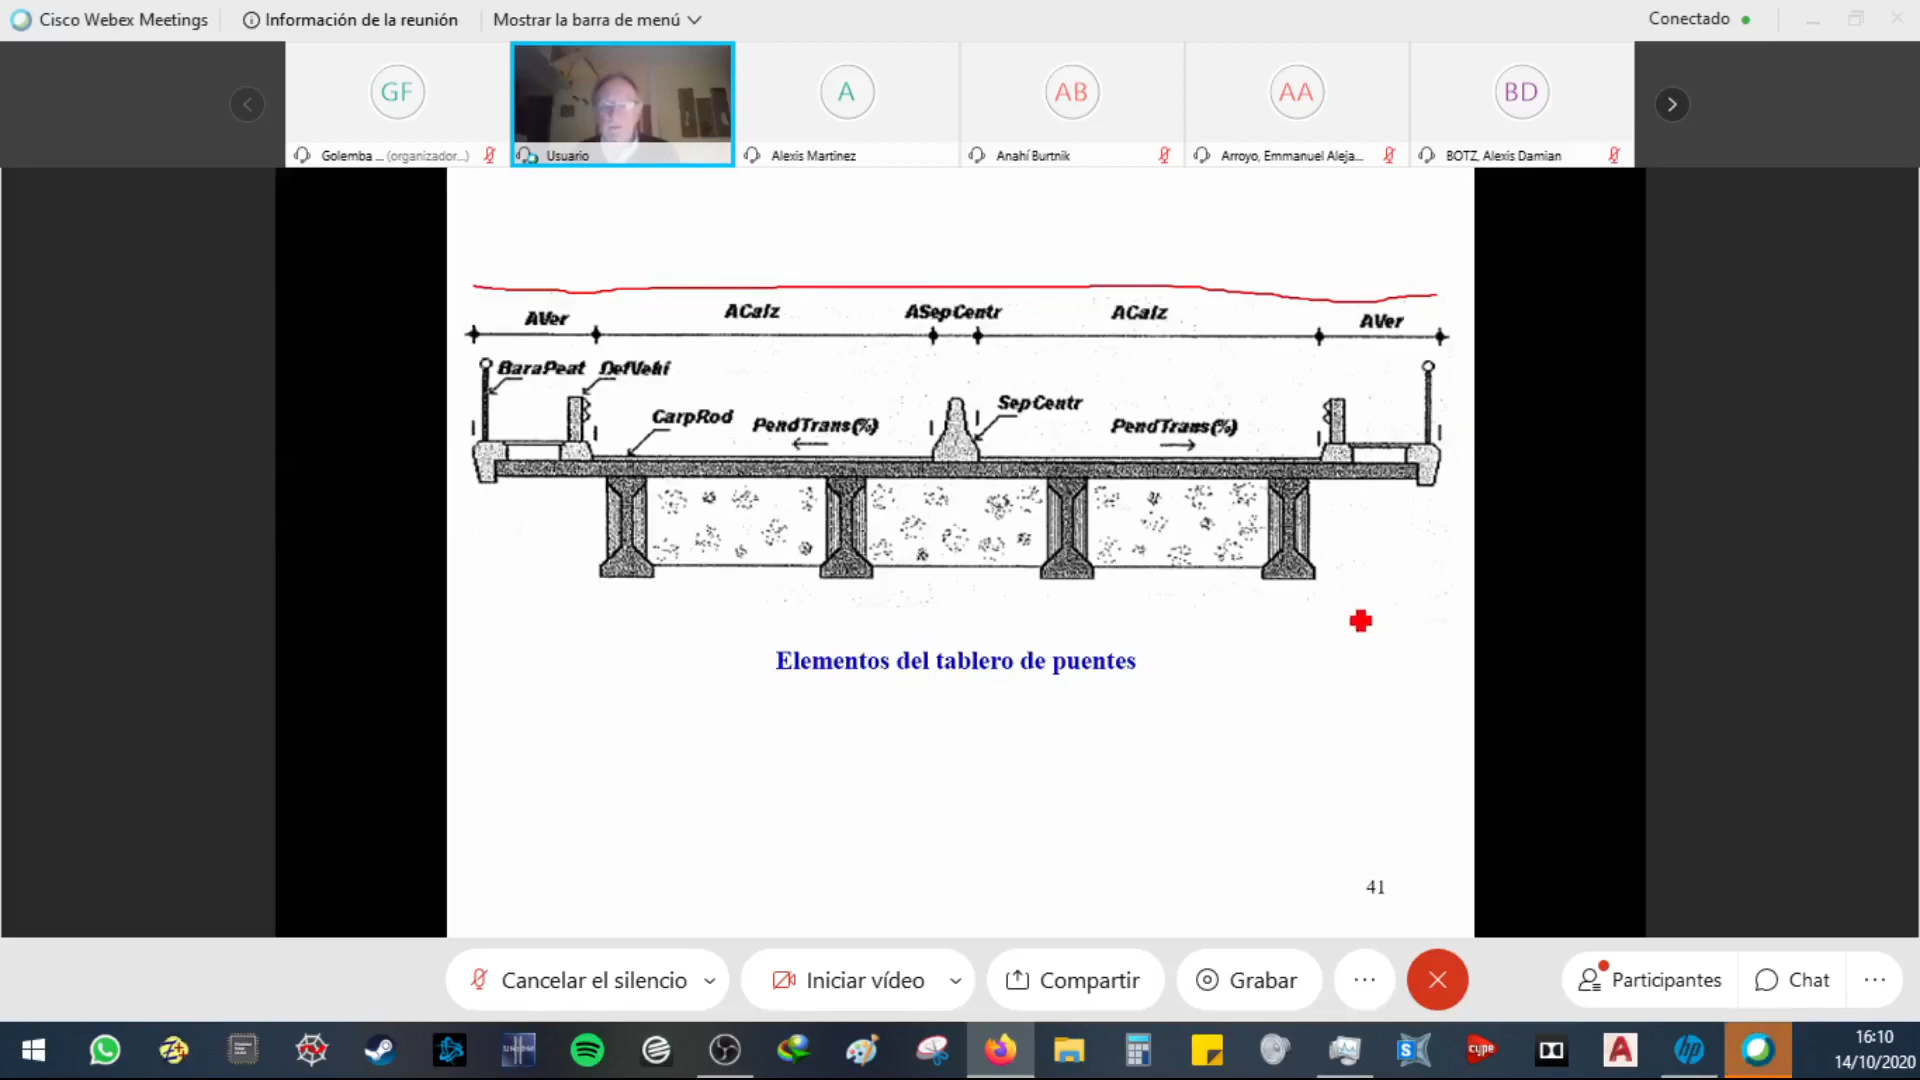 Cisco Webex Meetings
Información de la reunión
Mostrar la barra de menú
Conectado
GF
A
AB
AA
BD
Golemba ... (organizador...)
Usuario
Alexis Martinez
Anahí Burtnik
Arroyo, Emmanuel Aleja...
BOTZ, Alexis Damian
AVer
ACalz
ASepCentr
ACalz
AVer
BaraPeat
DefVehi
CarpRod
PendTrans(%)
SepCentr
PendTrans(%)
Elementos del tablero de puentes
41
Cancelar el silencio
Iniciar vídeo
Compartir
Grabar
Participantes
Chat
cype
hp
16:10
14/10/2020